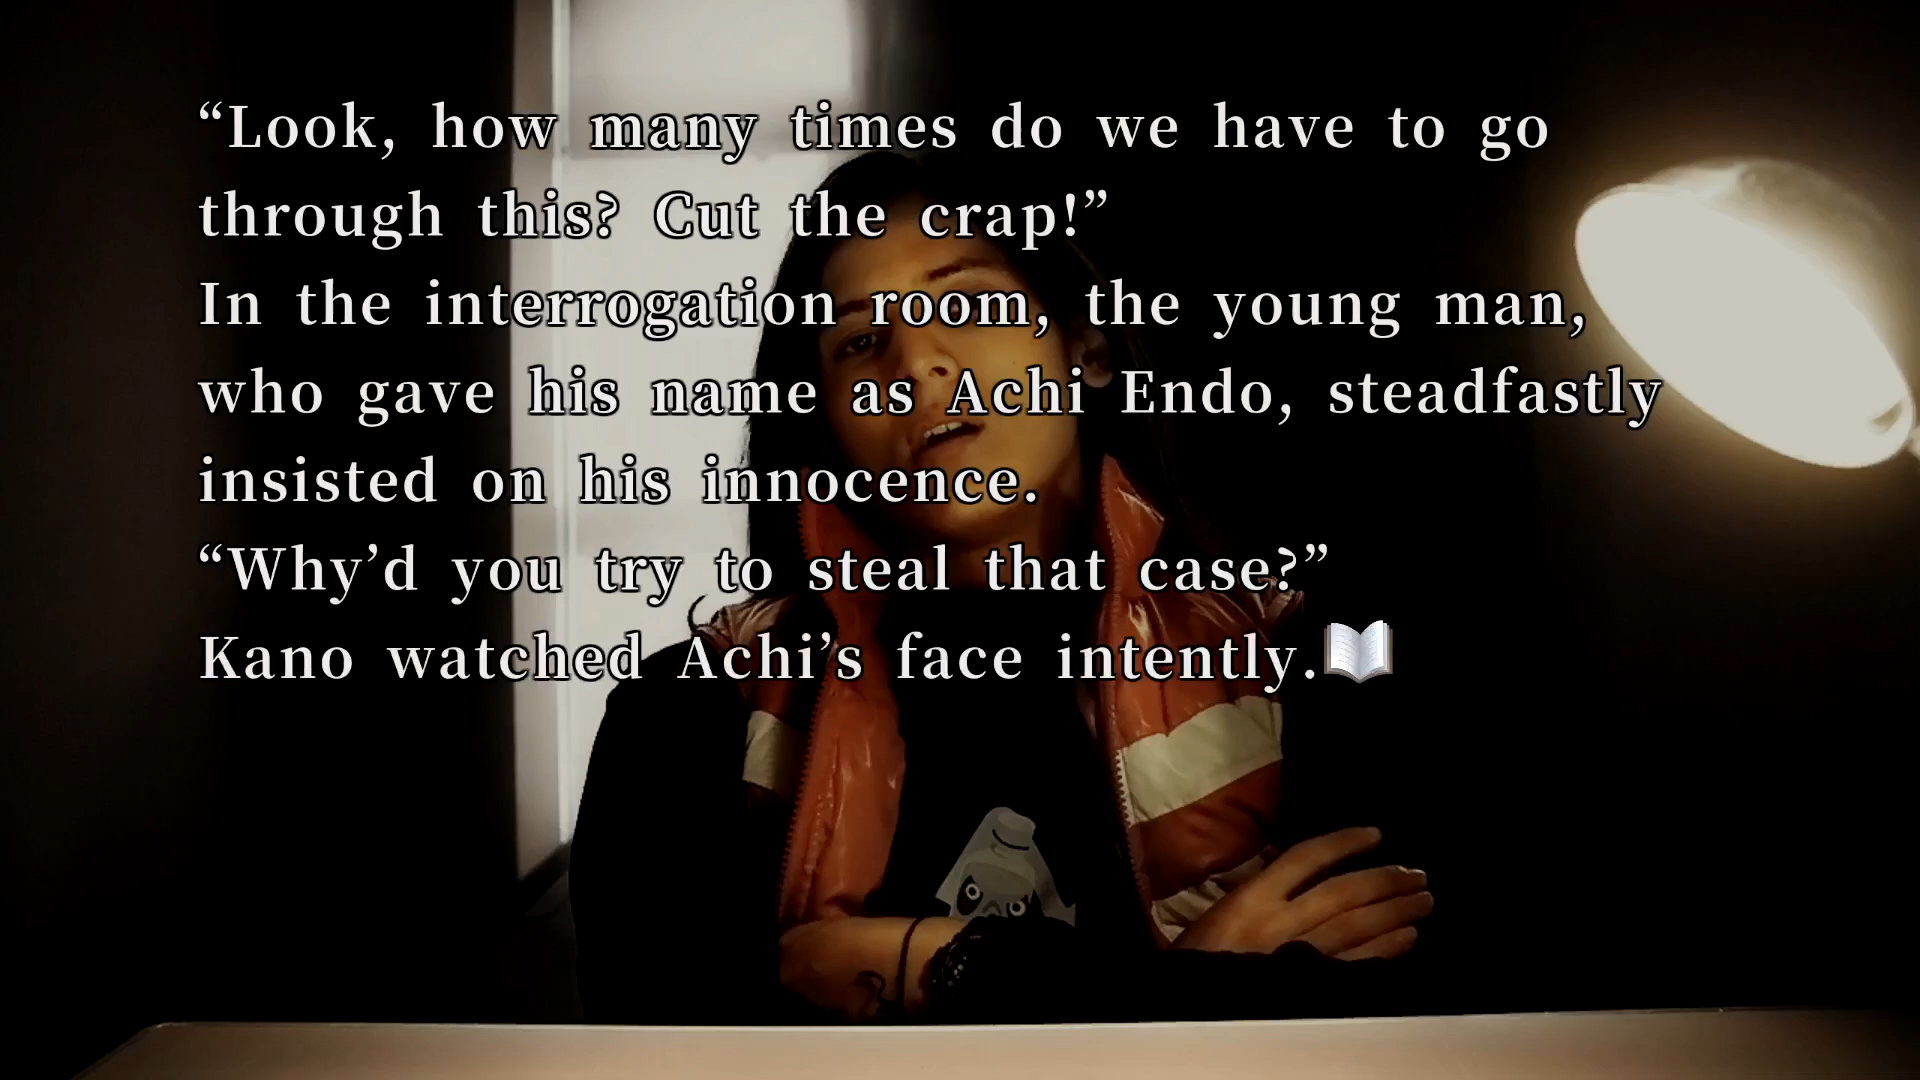 “Look, how many times do we have to go
through this? Cut the crap!”
In the interrogation room, the young man,
who gave his name as Achi Endo, steadfastly
insisted on his innocence.
“Why’d you try to steal that case?”
Kano watched Achi’s face intently.